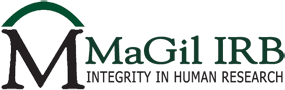 M MaGil IRB
INTEGRITY IN HUMAN RESEARCH